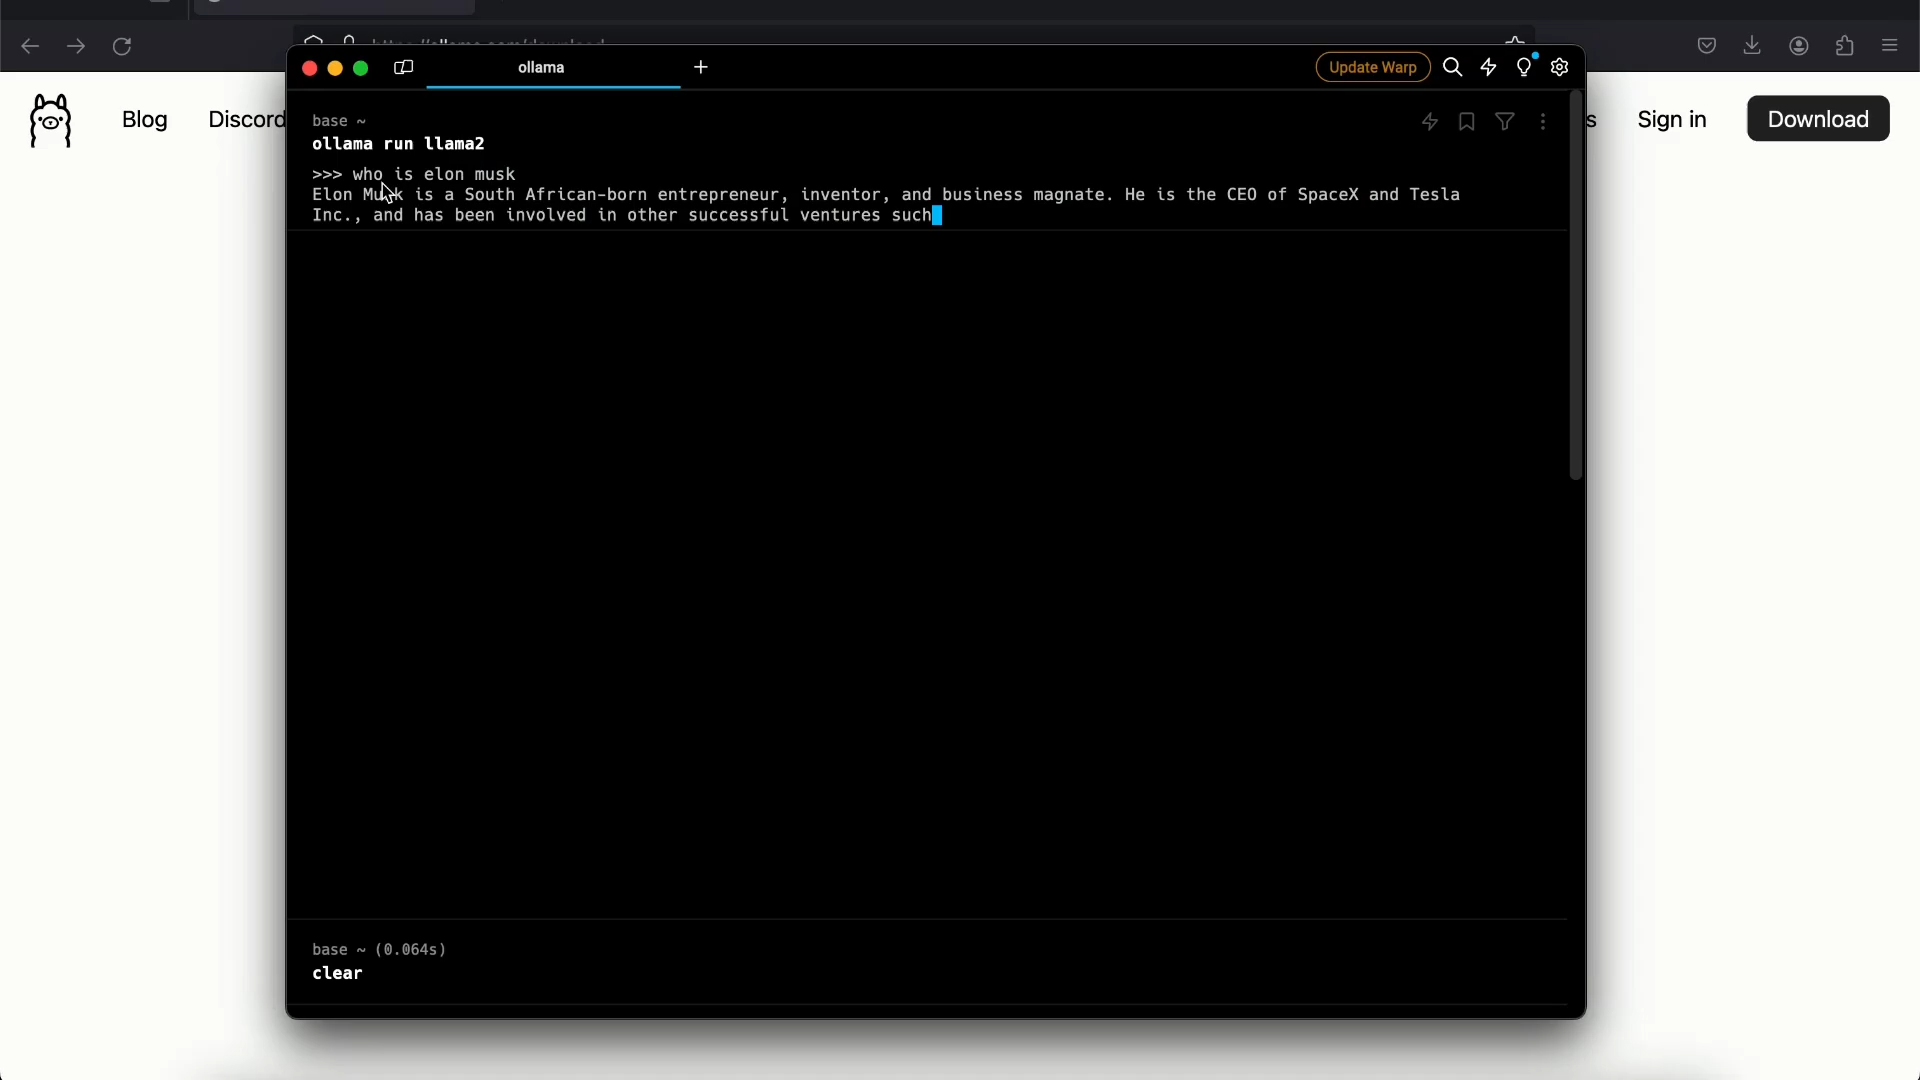 ollama
Update Warp
Blog Discord
s Sign in Download
base ~
ollama run llama2
>>> who is elon musk
Elon Musk is a South African-born entrepreneur, inventor, and business magnate. He is the CEO of SpaceX and Tesla
Inc., and has been involved in other successful ventures such
base ~ (0.064s)
clear